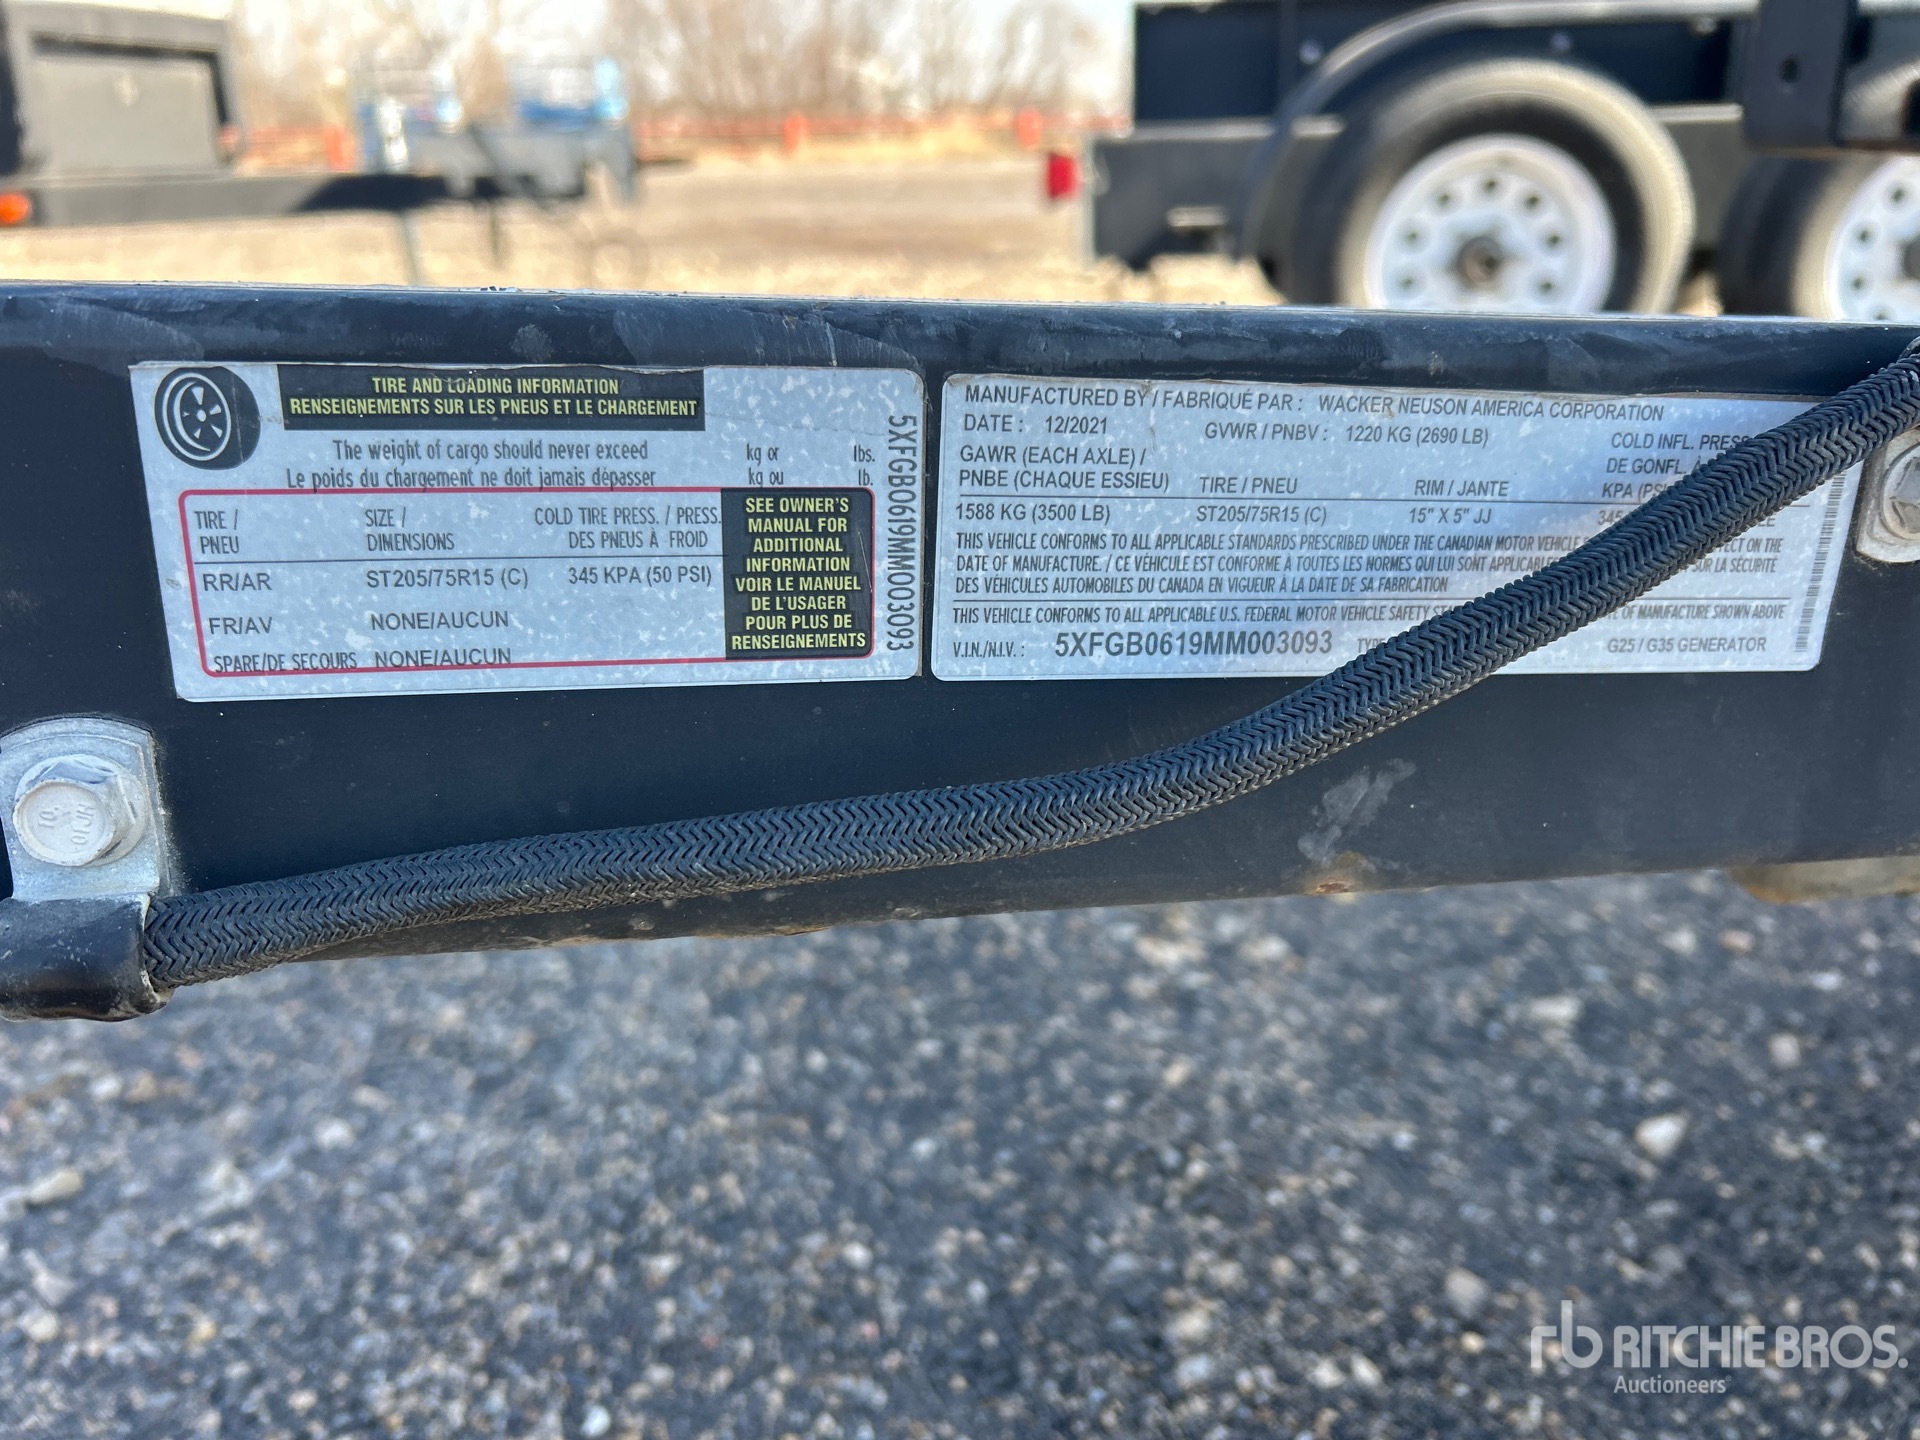 TIRE AND LOADING INFORMATION
RENSEIGNEMENTS SUR LES PNEUS ET LE CHARGEMENT
The weight of cargo should never exceed kg or lbs.
Le poids du chargement ne doit jamais dépasser kg ou lb.
TIRE / SIZE / COLD TIRE PRESS. / PRESS.
PNEU DIMENSIONS DES PNEUS À FROID
RR/AR ST205/75R15 (C) 345 KPA (50 PSI)
FR/AV NONE/AUCUN
SPARE/DE SECOURS NONE/AUCUN
SEE OWNER'S
MANUAL FOR
ADDITIONAL
INFORMATION
VOIR LE MANUEL
DE L'USAGER
POUR PLUS DE
RENSEIGNEMENTS
5XFGB0619MM003093
MANUFACTURED BY / FABRIQUÉ PAR : WACKER NEUSON AMERICA CORPORATION
DATE : 12/2021 GVWR / PNBV : 1220 KG (2690 LB)
GAWR (EACH AXLE) / COLD INFL. PRESS
PNBE (CHAQUE ESSIEU) TIRE / PNEU RIM / JANTE DE GONFL. À
KPA
1588 KG (3500 LB) ST205/75R15 (C) 15" X 5" JJ 345
THIS VEHICLE CONFORMS TO ALL APPLICABLE STANDARDS PRESCRIBED UNDER THE CANADIAN MOTOR VEHICLE ON THE
DATE OF MANUFACTURE. / CE VÉHICULE EST CONFORME À TOUTES LES NORMES QUI LUI SONT SUR LA SÉCURITÉ
DES VÉHICULES AUTOMOBILES DU CANADA EN VIGUEUR À LA DATE DE SA FABRICATION
THIS VEHICLE CONFORMS TO ALL APPLICABLE U.S. FEDERAL MOTOR VEHICLE SAFETY OF MANUFACTURE SHOWN ABOVE
V.I.N./N.I.V. : 5XFGB0619MM003093 G25 / G35 GENERATOR
rb RITCHIE BROS.
Auctioneers